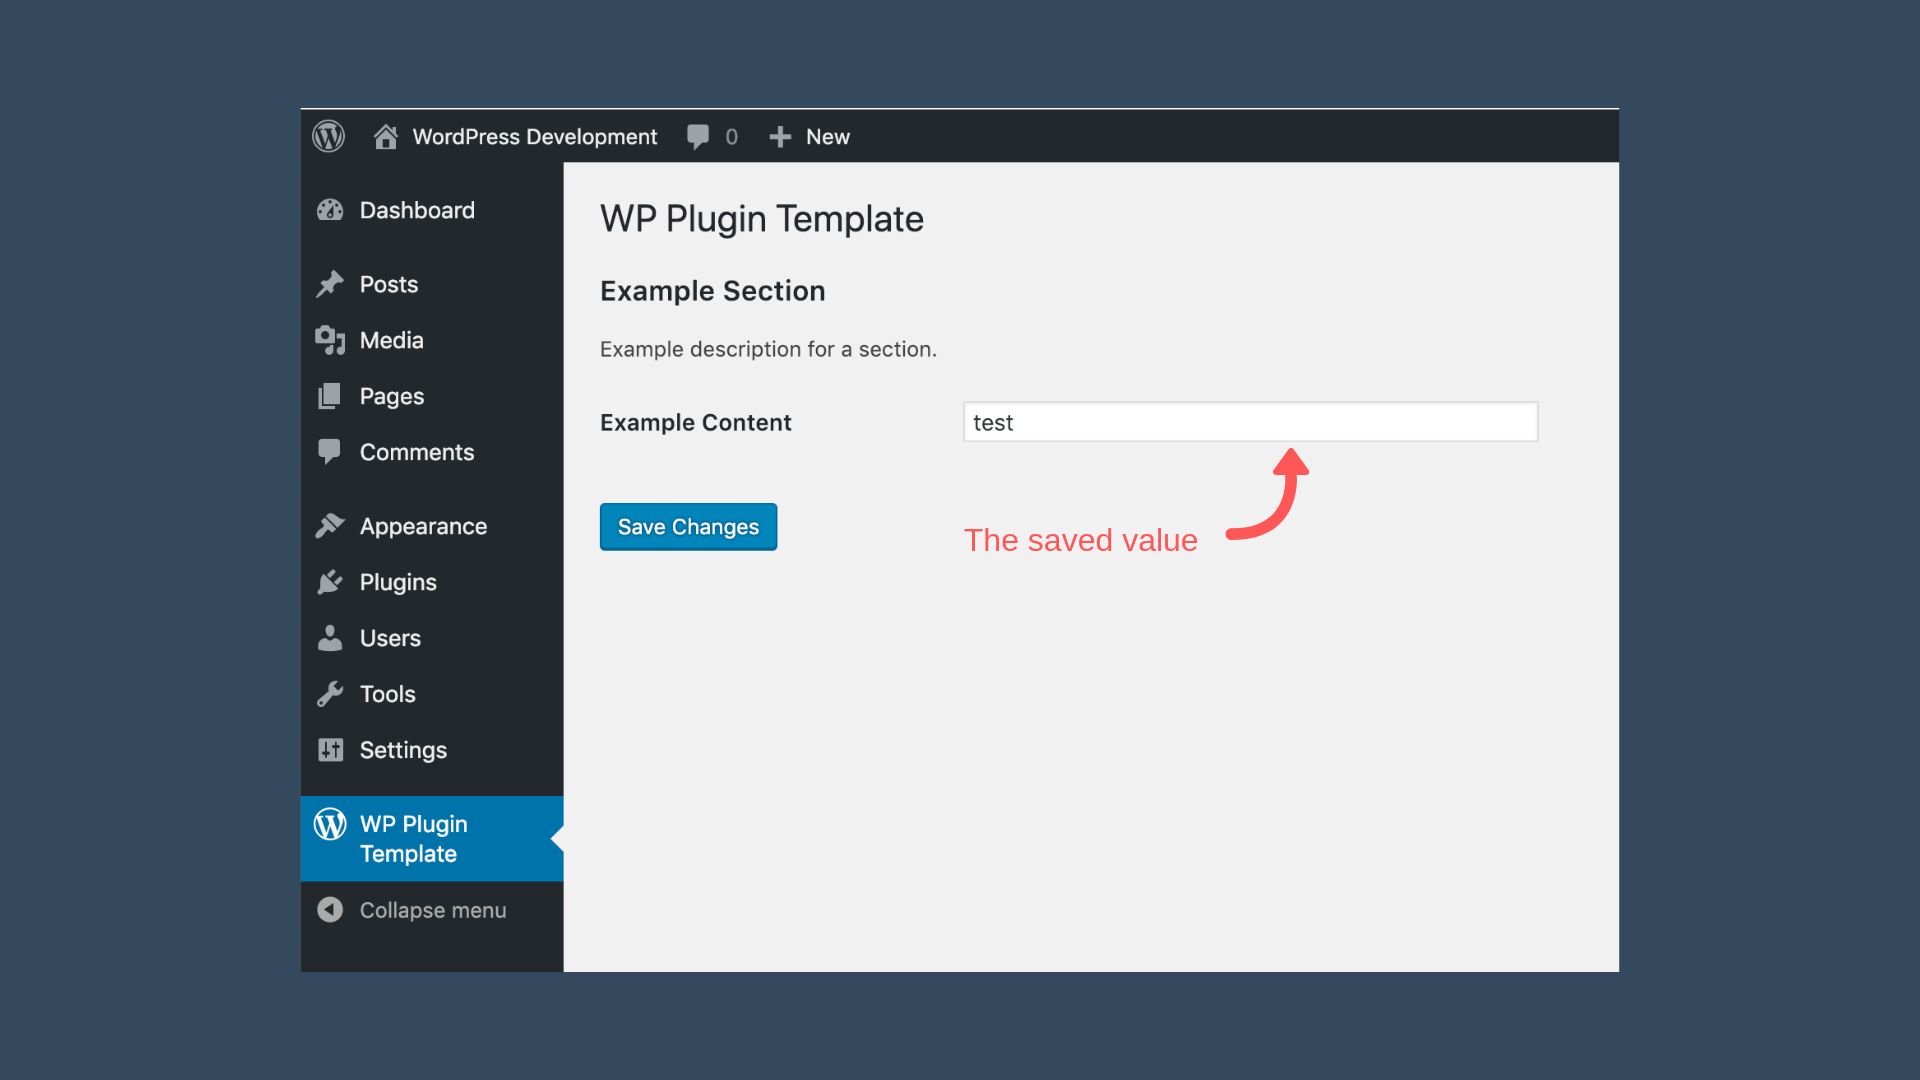 WordPress Development 0 New
Dashboard
Posts
Media
Pages
Comments
Appearance
Plugins
Users
Tools
Settings
WP Plugin
Template
Collapse menu
WP Plugin Template
Example Section
Example description for a section.
Example Content test
Save Changes
The saved value